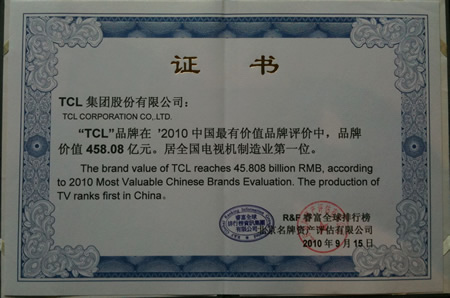 证 书
TCL 集团股份有限公司：
TCL CORPORATION CO,.LTD.
“TCL”品牌在 '2010 中国最有价值品牌评价中，品牌
价值 458.08 亿元。居全国电视机制造业第一位。
The brand value of TCL reaches 45.808 billion RMB, according
to 2010 Most Valuable Chinese Brands Evaluation. The production of
TV ranks first in China。
R&F 睿富全球排行榜
北京名牌资产评估有限公司
2010 年 9 月 15 日